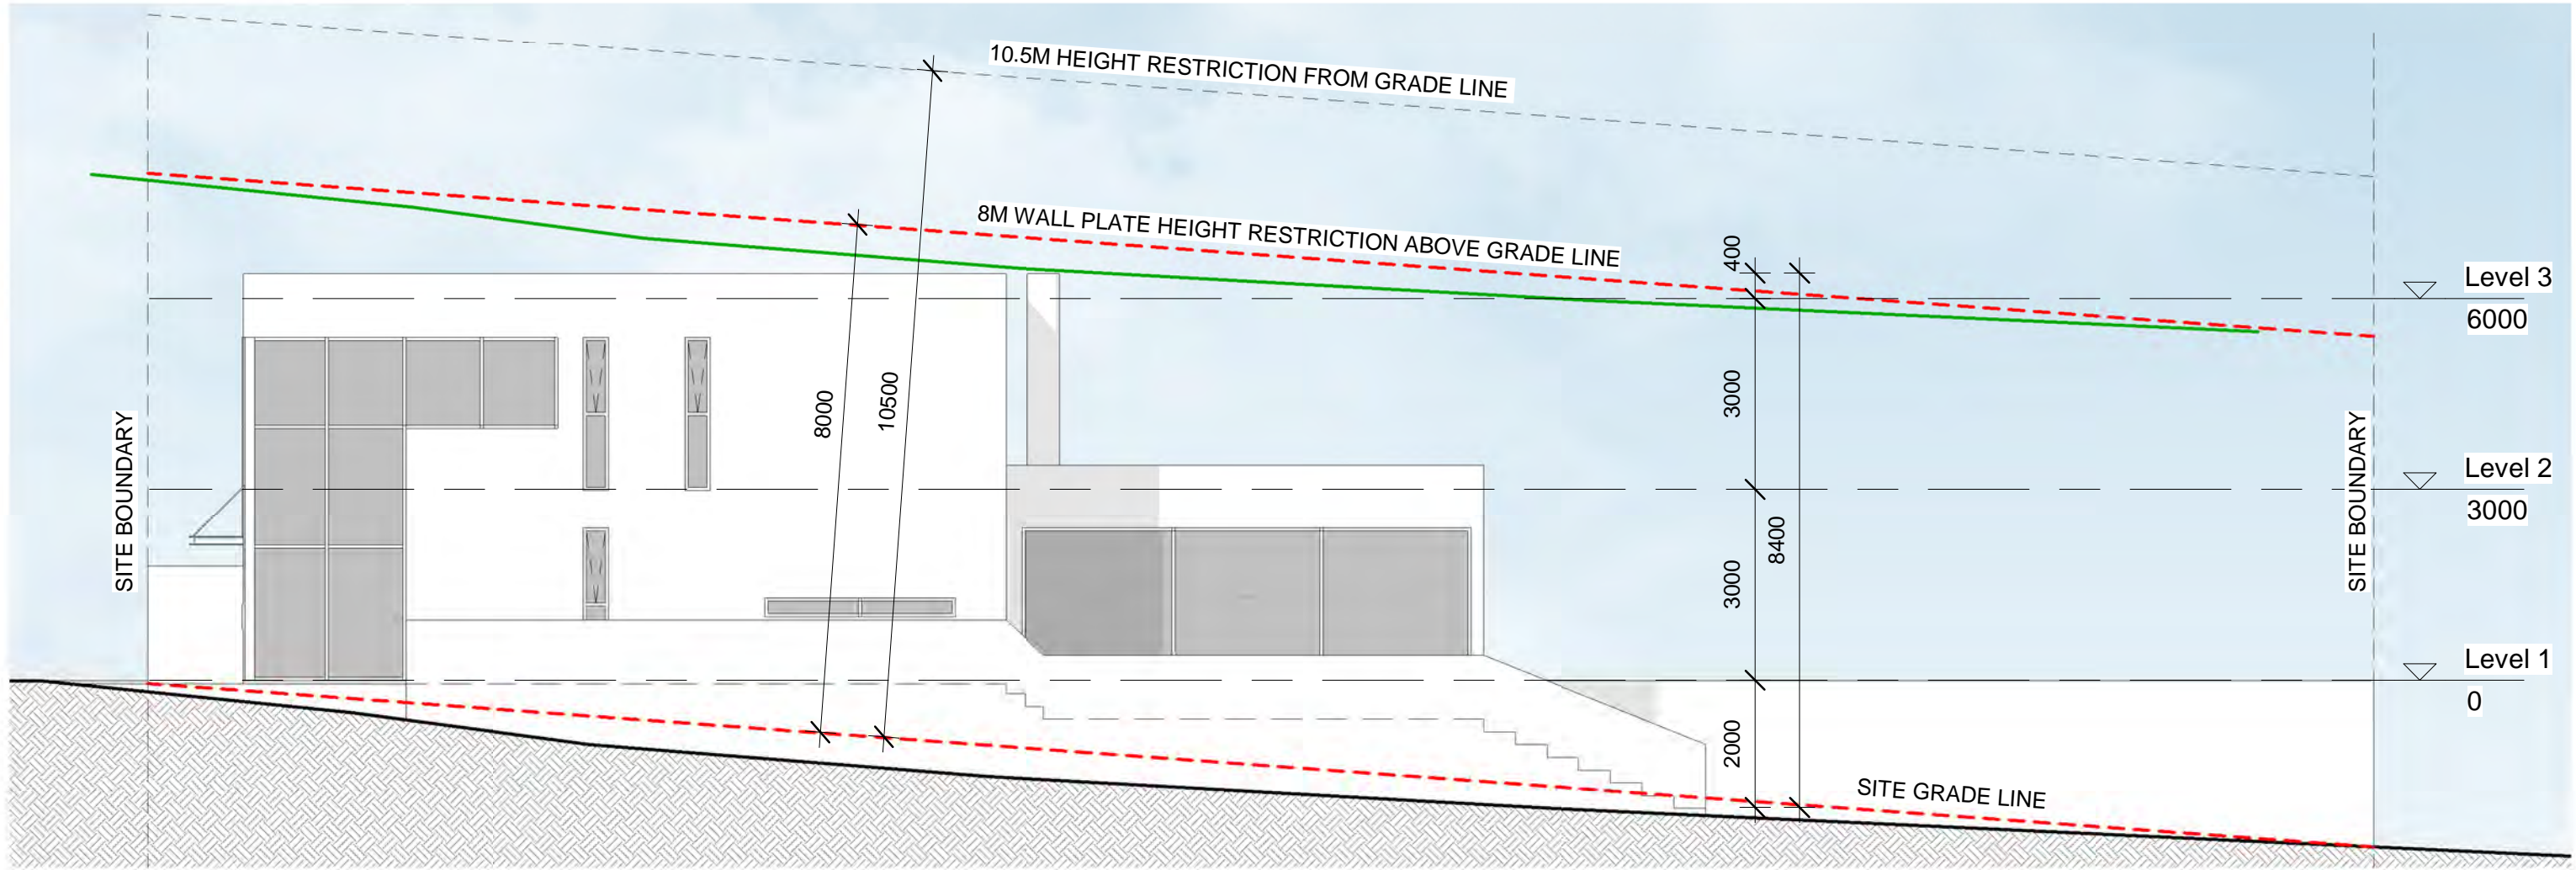 10.5M HEIGHT RESTRICTION FROM GRADE LINE
8M WALL PLATE HEIGHT RESTRICTION ABOVE GRADE LINE
400
Level 3
6000
3000
8000
10500
SITE BOUNDARY
SITE BOUNDARY
Level 2
3000
8400
3000
Level 1
0
2000
SITE GRADE LINE